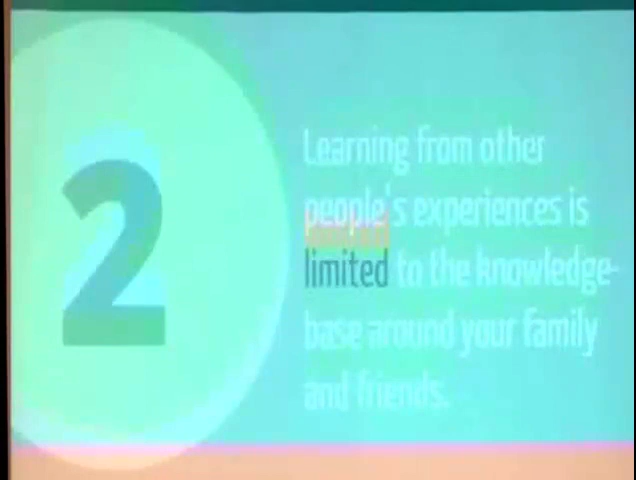 2
Learning from other
people's experiences is
limited to the knowledge-
base around your family
and friends.